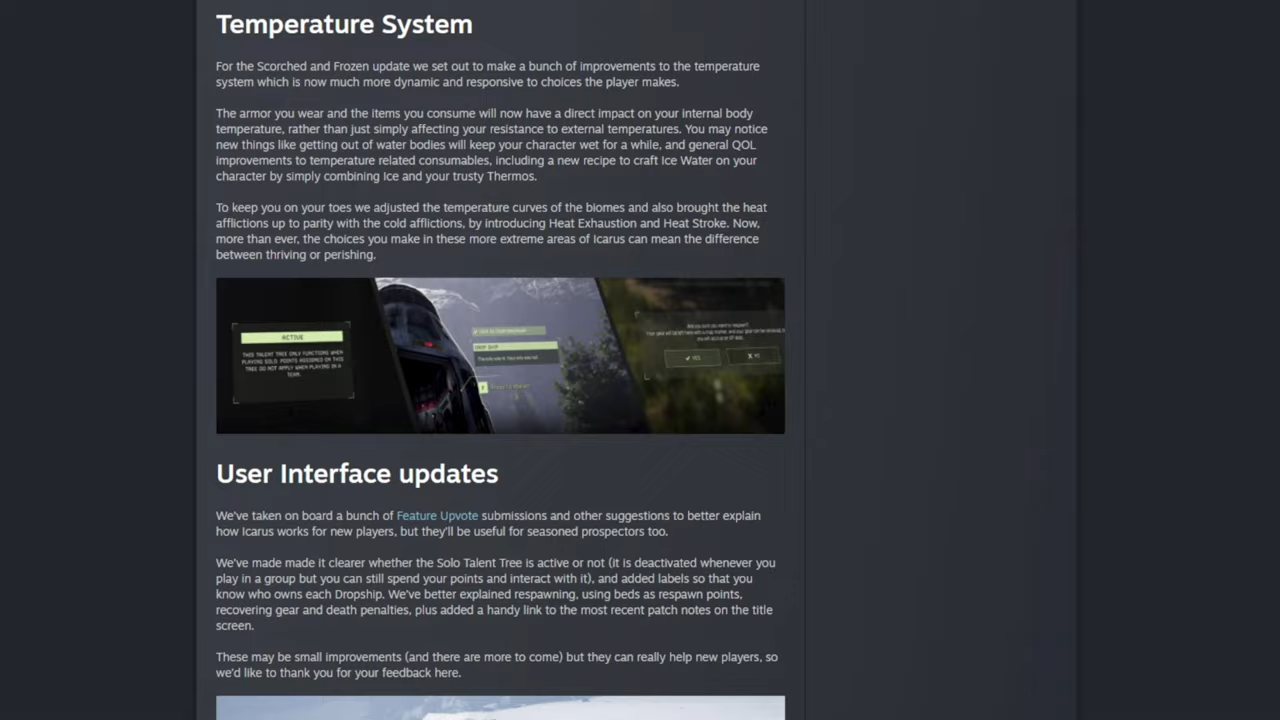 Temperature System
For the Scorched and Frozen update we set out to make a bunch of improvements to the temperature
system which is now much more dynamic and responsive to choices the player makes.
The armor you wear and the items you consume will now have a direct impact on your internal body
temperature, rather than just simply affecting your resistance to external temperatures. You may notice
new things like getting out of water bodies will keep your character wet for a while, and general QOL
improvements to temperature related consumables, including a new recipe to craft Ice Water on your
character by simply combining Ice and your trusty Thermos.
To keep you on your toes we adjusted the temperature curves of the biomes and also brought the heat
afflictions up to parity with the cold afflictions, by introducing Heat Exhaustion and Heat Stroke. Now,
more than ever, the choices you make in these more extreme areas of Icarus can mean the difference
between thriving or perishing.
ACTIVE
THIS TALENT TREE ONLY FUNCTIONS WHEN
PLAYING SOLO. POINTS ASSIGNED ON THIS
TREE DO NOT APPLY WHEN PLAYING IN A
TEAM.
DROP SHIP
Are you sure you want to respawn?
YES
NO
User Interface updates
We've taken on board a bunch of Feature Upvote submissions and other suggestions to better explain
how Icarus works for new players, but they'll be useful for seasoned prospectors too.
We've made made it clearer whether the Solo Talent Tree is active or not (it is deactivated whenever you
play in a group but you can still spend your points and interact with it), and added labels so that you
know who owns each Dropship. We've better explained respawning, using beds as respawn points,
recovering gear and death penalties, plus added a handy link to the most recent patch notes on the title
screen.
These may be small improvements (and there are more to come) but they can really help new players, so
we'd like to thank you for your feedback here.